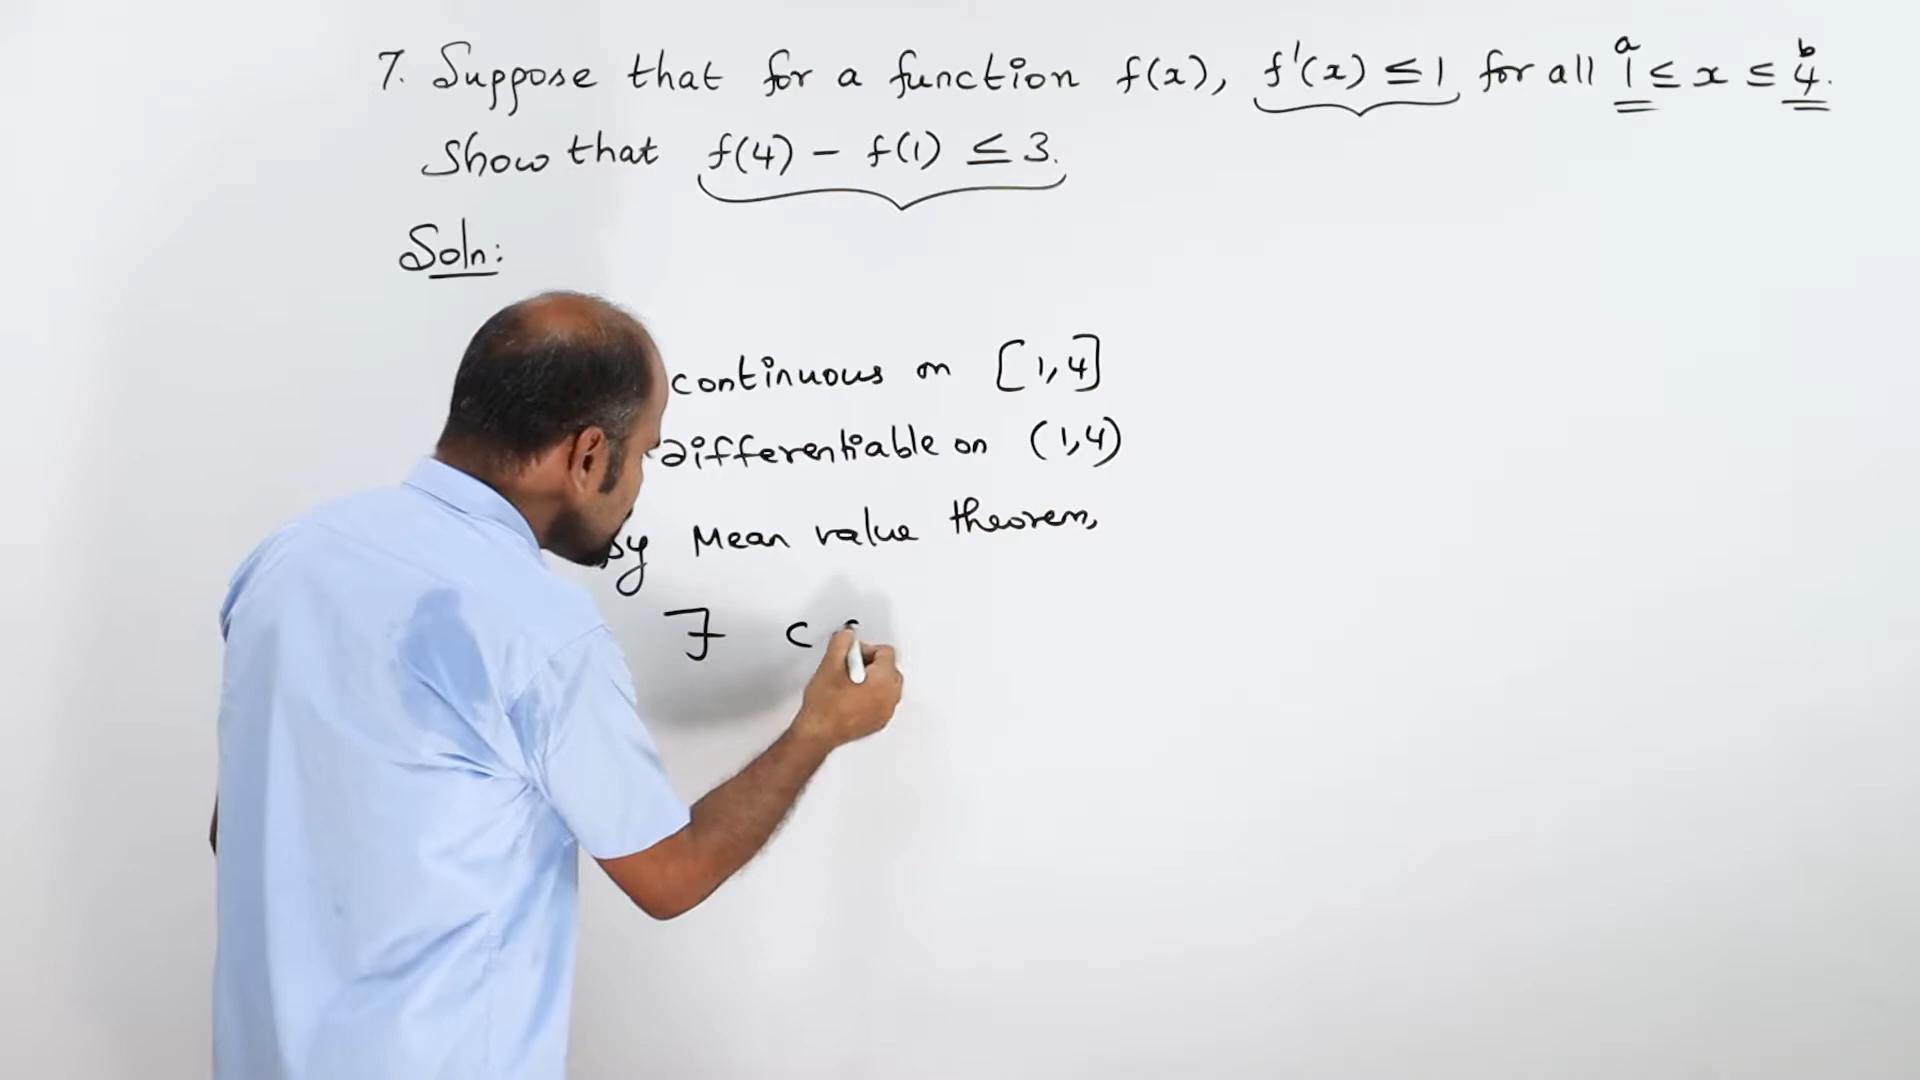 7. Suppose that for a function f(x), f'(x) ≤ 1 for all 1 ≤ x ≤ 4.
a b
Show that f(4) - f(1) ≤ 3.
Soln:
continuous on [1,4]
differentiable on (1,4)
By Mean value theorem,
∃ c